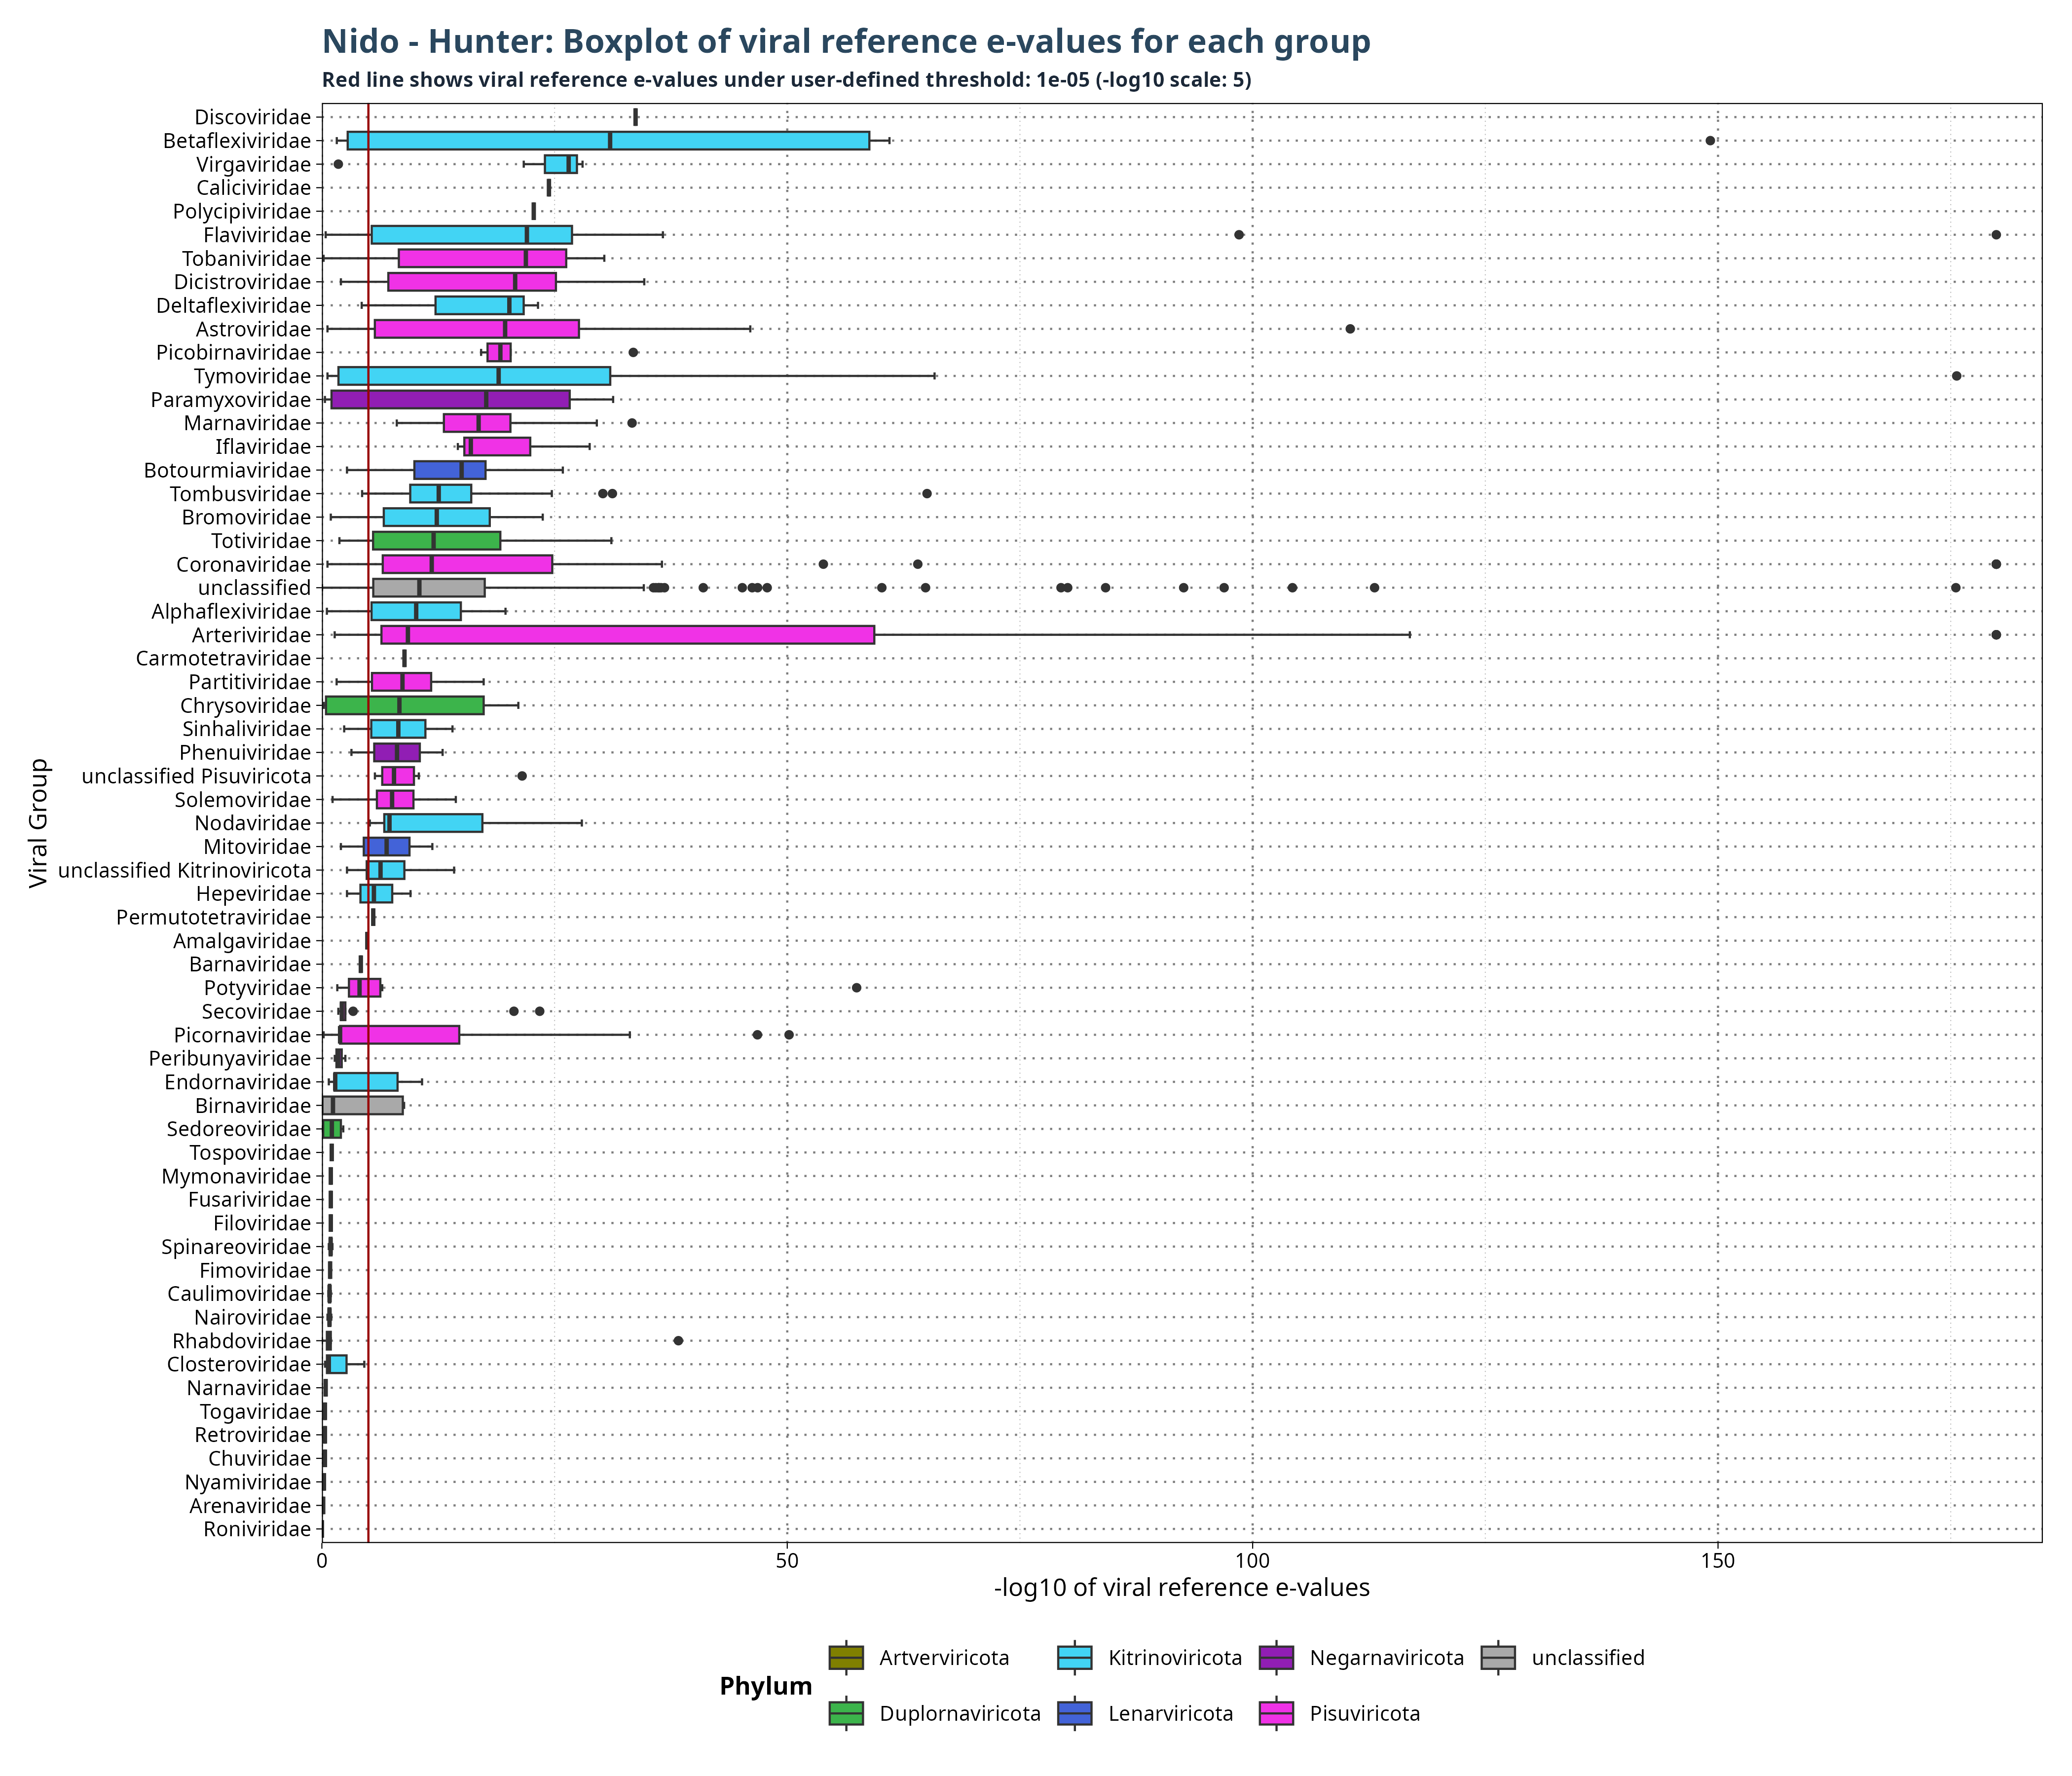 Nido - Hunter: Boxplot of viral reference e-values for each group
Red line shows viral reference e-values under user-defined threshold: 1e-05 (-log10 scale: 5)
Viral Group
Discoviridae
Betaflexiviridae
Virgaviridae
Caliciviridae
Polycipiviridae
Flaviviridae
Tobaniviridae
Dicistroviridae
Deltaflexiviridae
Astroviridae
Picobirnaviridae
Tymoviridae
Paramyxoviridae
Marnaviridae
Iflaviridae
Botourmiaviridae
Tombusviridae
Bromoviridae
Totiviridae
Coronaviridae
unclassified
Alphaflexiviridae
Arteriviridae
Carmotetraviridae
Partitiviridae
Chrysoviridae
Sinhaliviridae
Phenuiviridae
unclassified Pisuviricota
Solemoviridae
Nodaviridae
Mitoviridae
unclassified Kitrinoviricota
Hepeviridae
Permutotetraviridae
Amalgaviridae
Barnaviridae
Potyviridae
Secoviridae
Picornaviridae
Peribunyaviridae
Endornaviridae
Birnaviridae
Sedoreoviridae
Tospoviridae
Mymonaviridae
Fusariviridae
Filoviridae
Spinareoviridae
Fimoviridae
Caulimoviridae
Nairoviridae
Rhabdoviridae
Closteroviridae
Narnaviridae
Togaviridae
Retroviridae
Chuviridae
Nyamiviridae
Arenaviridae
Roniviridae
0 50 100 150
-log10 of viral reference e-values
Phylum
Artverviricota Kitrinoviricota Negarnaviricota unclassified
Duplornaviricota Lenarviricota Pisuviricota